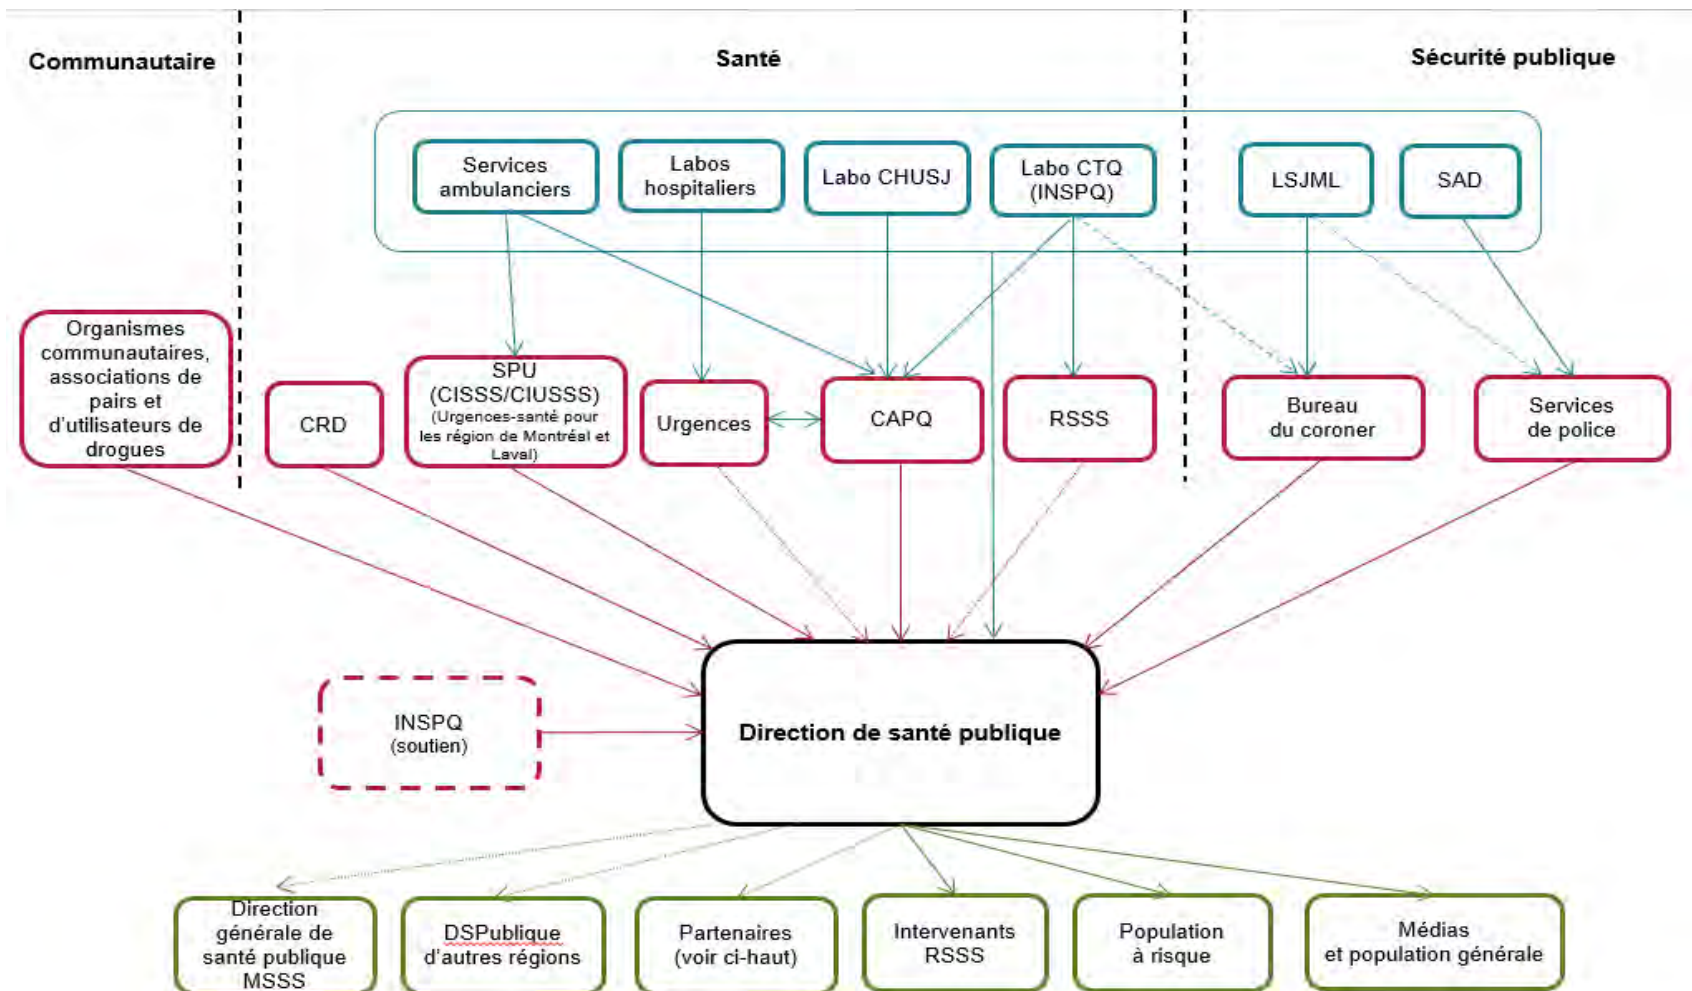 Communautaire
Santé
Sécurité publique
Services
ambulanciers
Labos
hospitaliers
Labo CHUSJ
Labo CTQ
(INSPQ)
LSJML
SAD
Organismes
communautaires,
associations de
pairs et
d'utilisateurs de
drogues
CRD
SPU
(CISSS/CIUSSS)
(Urgences-santé pour
les région de Montréal et
Laval)
Urgences
CAPQ
RSSS
Bureau
du coroner
Services
de police
INSPQ
(soutien)
Direction de santé publique
Direction
générale de
santé publique
MSSS
DSPublique
d'autres régions
Partenaires
(voir ci-haut)
Intervenants
RSSS
Population
à risque
Médias
et population générale